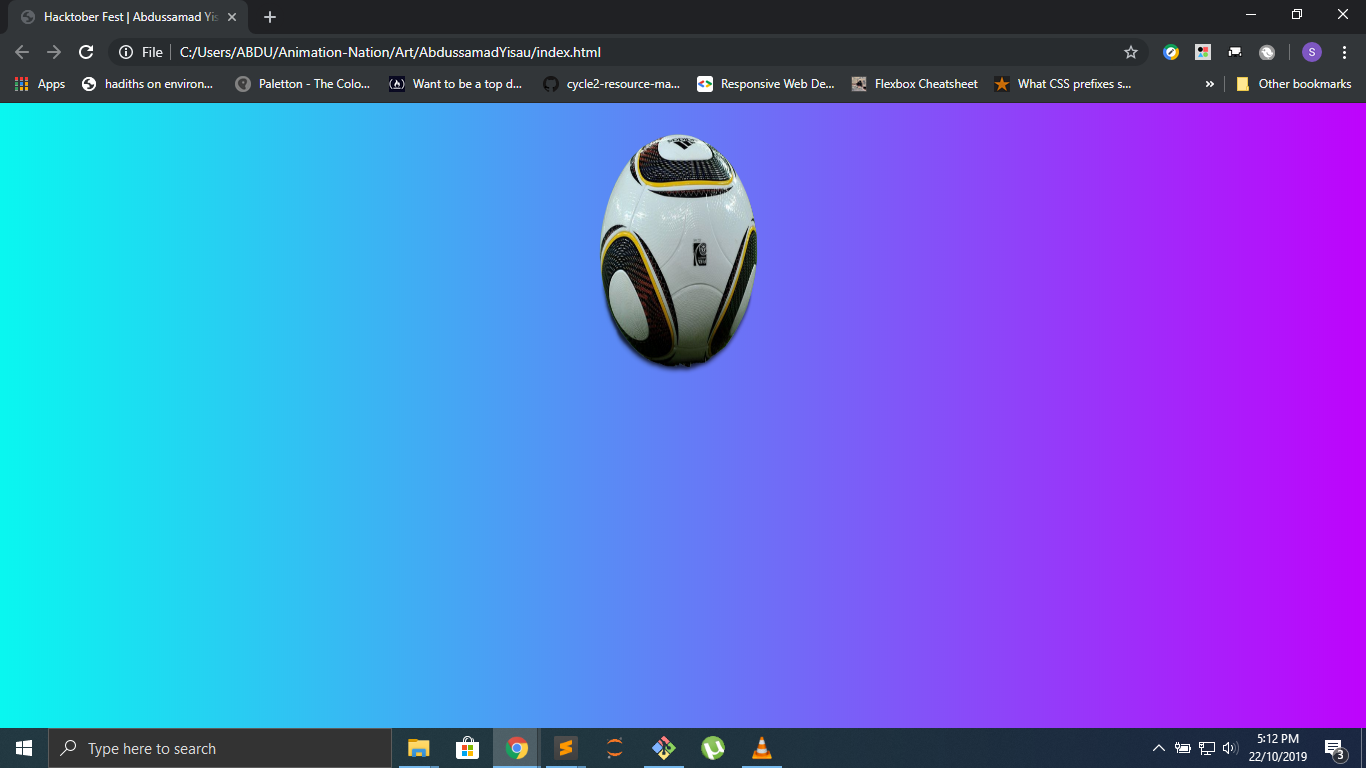 Hacktober Fest | Abdussamad Yis
File
C:/Users/ABDU/Animation-Nation/Art/AbdussamadYisau/index.html
S
Apps
hadiths on environ...
Paletton - The Colo...
Want to be a top d...
cycle2-resource-ma...
Responsive Web De...
Flexbox Cheatsheet
What CSS prefixes s...
»
Other bookmarks
Type here to search
5:12 PM
22/10/2019
3